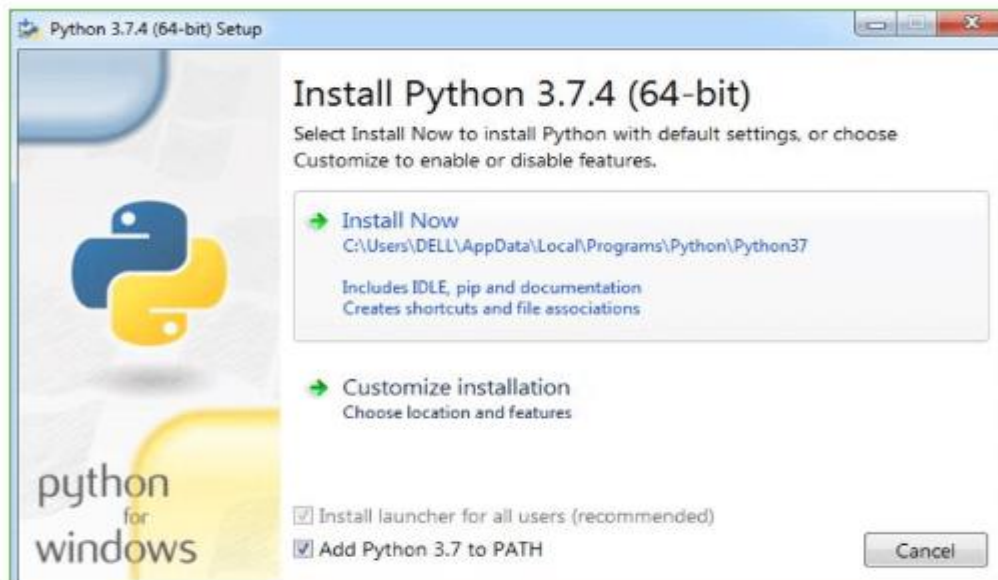 Python 3.7.4 (64-bit) Setup
Install Python 3.7.4 (64-bit)
Select Install Now to install Python with default settings, or choose
Customize to enable or disable features.
Install Now
C:\Users\DELL\AppData\Local\Programs\Python\Python37
Includes IDLE, pip and documentation
Creates shortcuts and file associations
Customize installation
Choose location and features
python
for
windows
Install launcher for all users (recommended)
Add Python 3.7 to PATH
Cancel